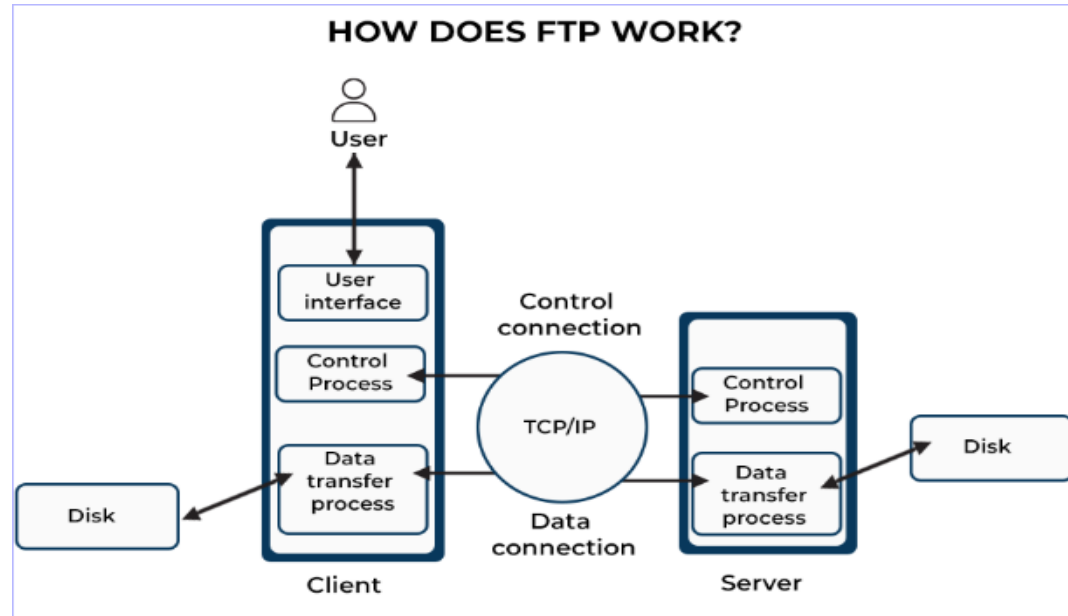 HOW DOES FTP WORK?
User
User
interface
Control
Process
Data
transfer
process
Disk
Client
Control
connection
TCP/IP
Data
connection
Control
Process
Data
transfer
process
Server
Disk